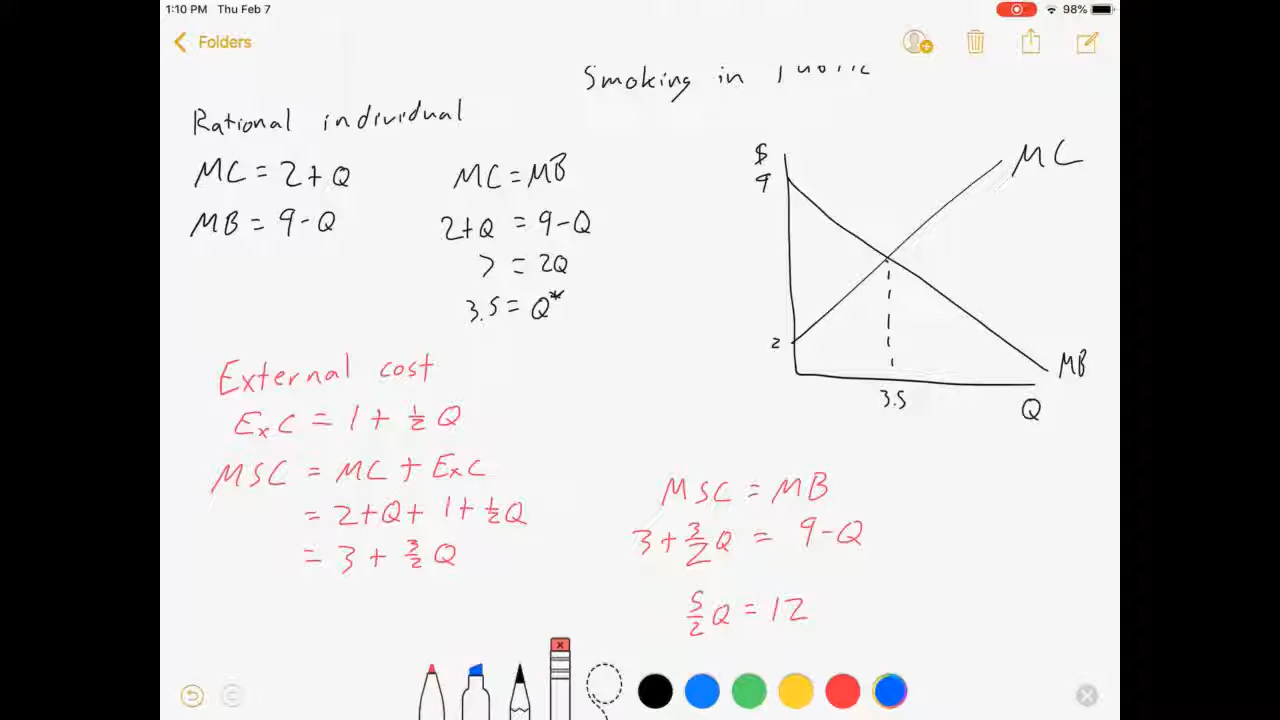 1:10 PM Thu Feb 7
98%
Folders
Smoking in
Rational individual
MC = 2 + Q
MB = 9 - Q
MC = MB
2+Q = 9-Q
7 = 2Q
3.5 = Q*
$
9
2
MC
MB
3.5
Q
External cost
ExC = 1 + 1/2 Q
MSC = MC + ExC
= 2+Q+ 1+ 1/2 Q
= 3 + 3/2 Q
MSC = MB
3 + 3/2 Q = 9-Q
5/2 Q = 12